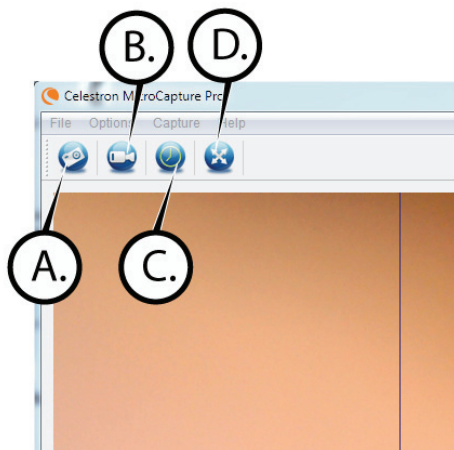 B. D.
Celestron MicroCapture Pro
File Options Capture Help
A. C.